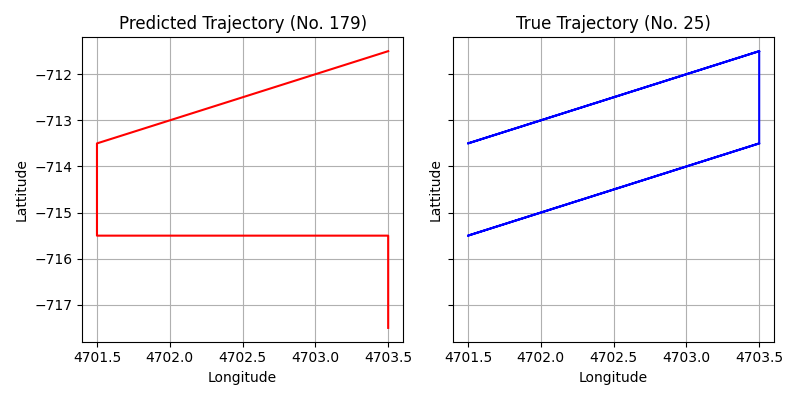 Predicted Trajectory (No. 179)
True Trajectory (No. 25)
Lattitude
−712
−713
−714
−715
−716
−717
4701.5 4702.0 4702.5 4703.0 4703.5
Longitude
Lattitude
4701.5 4702.0 4702.5 4703.0 4703.5
Longitude